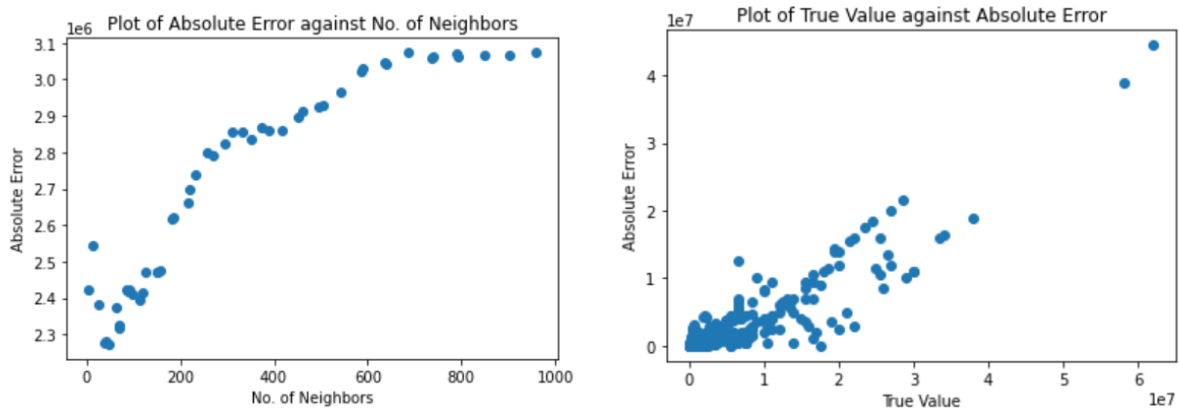 Plot of Absolute Error against No. of Neighbors
1e6
3.1
3.0
2.9
2.8
2.7
2.6
2.5
2.4
2.3
Absolute Error
0 200 400 600 800 1000
No. of Neighbors
Plot of True Value against Absolute Error
1e7
4
3
2
1
0
Absolute Error
0 1 2 3 4 5 6
1e7
True Value